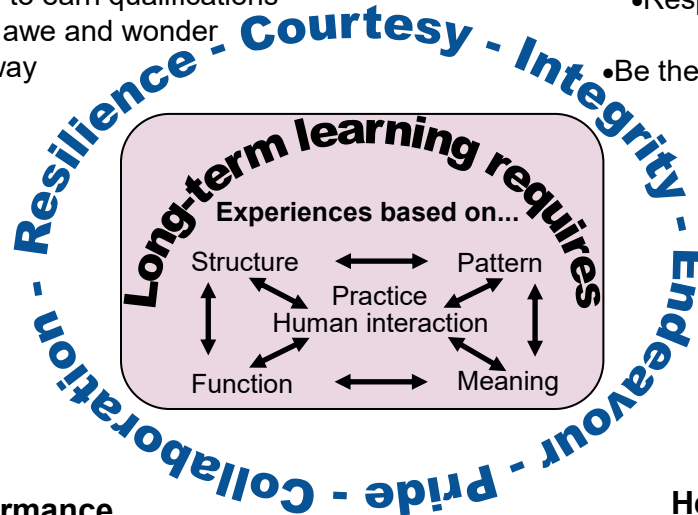 to earn qualifications
awe and wonder
way
•Resp
•Be the
Resilience - Courtesy - Integrity - Endeavour - Pride - Collaboration -
Long-term learning requires
Experiences based on...
Structure Pattern
Practice
Human interaction
Function Meaning
rmance
He